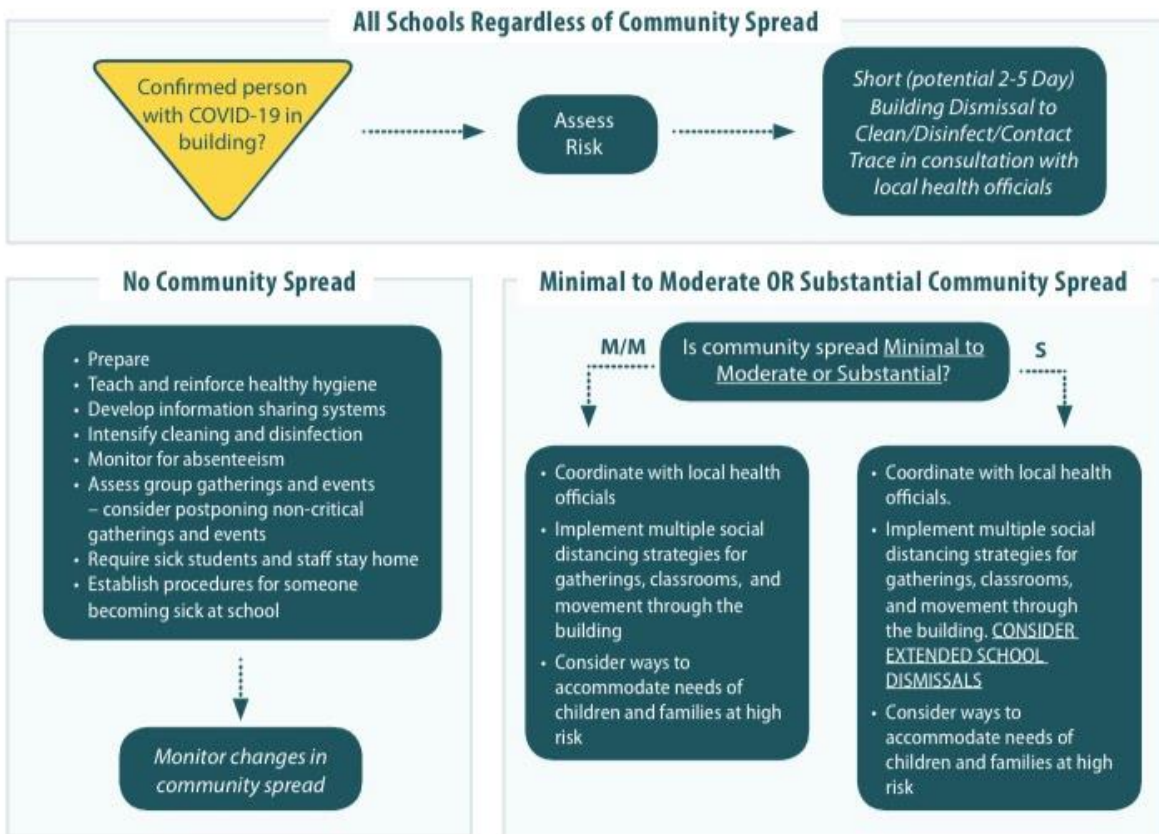 All Schools Regardless of Community Spread
Confirmed person
with COVID-19 in
building?
Assess
Risk
Short (potential 2-5 Day)
Building Dismissal to
Clean/Disinfect/Contact
Trace in consultation with
local health officials
No Community Spread
• Prepare
• Teach and reinforce healthy hygiene
• Develop information sharing systems
• Intensify cleaning and disinfection
• Monitor for absenteeism
• Assess group gatherings and events
– consider postponing non-critical
gatherings and events
• Require sick students and staff stay home
• Establish procedures for someone
becoming sick at school
Monitor changes in
community spread
Minimal to Moderate OR Substantial Community Spread
M/M
Is community spread Minimal to
Moderate or Substantial?
S
• Coordinate with local health
officials
• Implement multiple social
distancing strategies for
gatherings, classrooms, and
movement through the
building
• Consider ways to
accommodate needs of
children and families at high
risk
• Coordinate with local health
officials.
• Implement multiple social
distancing strategies for
gatherings, classrooms,
and movement through
the building. CONSIDER
EXTENDED SCHOOL
DISMISSALS
• Consider ways to
accommodate needs of
children and families at high
risk